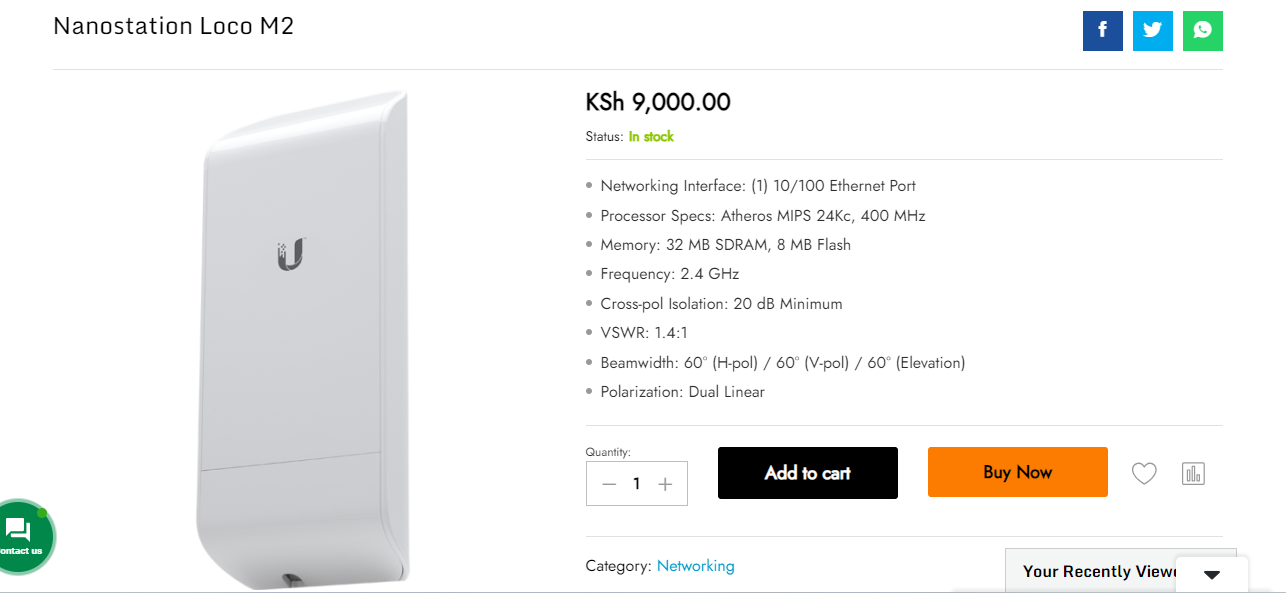 Nanostation Loco M2
KSh 9,000.00
Status: In stock
Networking Interface: (1) 10/100 Ethernet Port
Processor Specs: Atheros MIPS 24Kc, 400 MHz
Memory: 32 MB SDRAM, 8 MB Flash
Frequency: 2.4 GHz
Cross-pol Isolation: 20 dB Minimum
VSWR: 1.4:1
Beamwidth: 60° (H-pol) / 60° (V-pol) / 60° (Elevation)
Polarization: Dual Linear
Quantity:
− 1 +
Add to cart
Buy Now
ontact us
Category: Networking
Your Recently Viewe